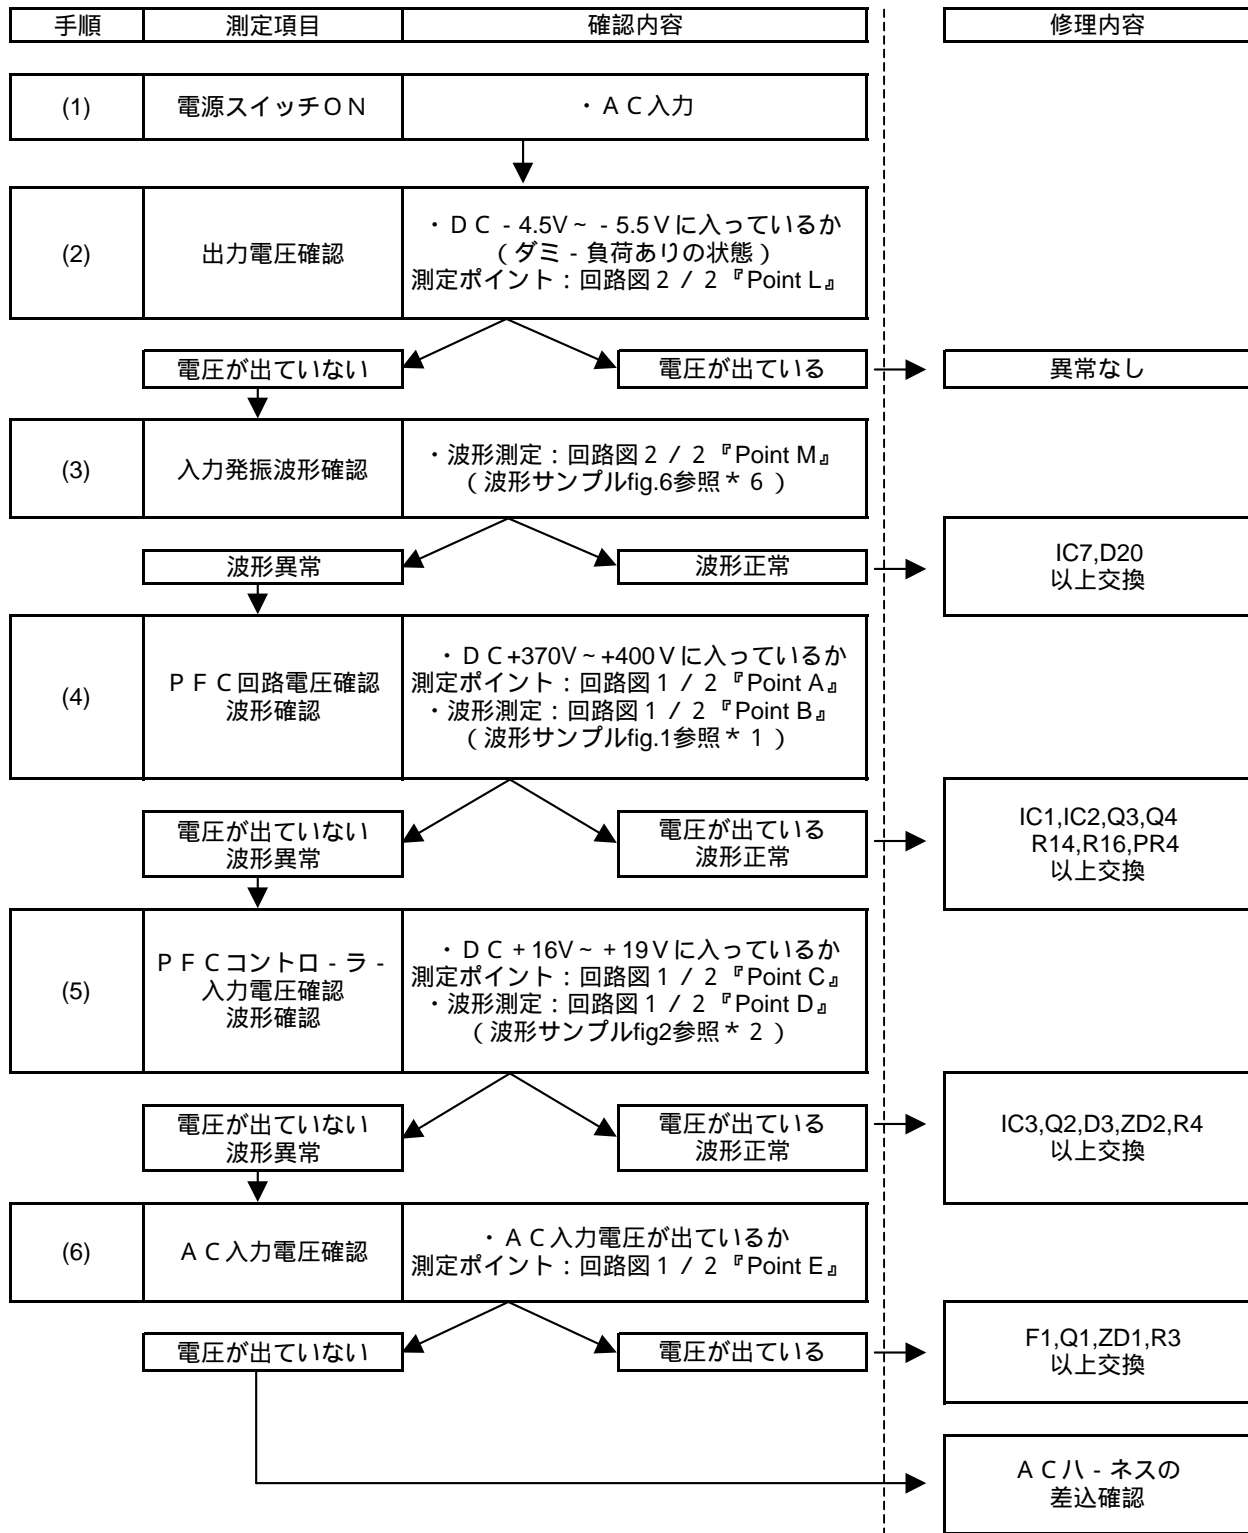 手順 測定項目 確認内容 修理内容
(1) 電源スイッチＯＮ ・ＡＣ入力
(2) 出力電圧確認
・ＤＣ-4.5V~-5.5Ｖに入っているか
（ダミ-負荷ありの状態）
測定ポイント：回路図２／２『Point L』
電圧が出ていない 電圧が出ている 異常なし
(3) 入力発振波形確認
・波形測定：回路図２／２『Point M』
（波形サンプルfig.6参照＊６）
波形異常 波形正常
IC7,D20
以上交換
(4)
ＰＦＣ回路電圧確認
波形確認
・ＤＣ+370V~+400Ｖに入っているか
測定ポイント：回路図１／２『Point A』
・波形測定：回路図１／２『Point B』
（波形サンプルfig.1参照＊１）
電圧が出ていない
波形異常
電圧が出ている
波形正常
IC1,IC2,Q3,Q4
R14,R16,PR4
以上交換
(5)
ＰＦＣコントロ-ラ-
入力電圧確認
波形確認
・ＤＣ+16V~+19Ｖに入っているか
測定ポイント：回路図１／２『Point C』
・波形測定：回路図１／２『Point D』
（波形サンプルfig2参照＊２）
電圧が出ていない
波形異常
電圧が出ている
波形正常
IC3,Q2,D3,ZD2,R4
以上交換
(6) ＡＣ入力電圧確認
・ＡＣ入力電圧が出ているか
測定ポイント：回路図１／２『Point E』
電圧が出ていない 電圧が出ている
F1,Q1,ZD1,R3
以上交換
ＡＣハ-ネスの
差込確認